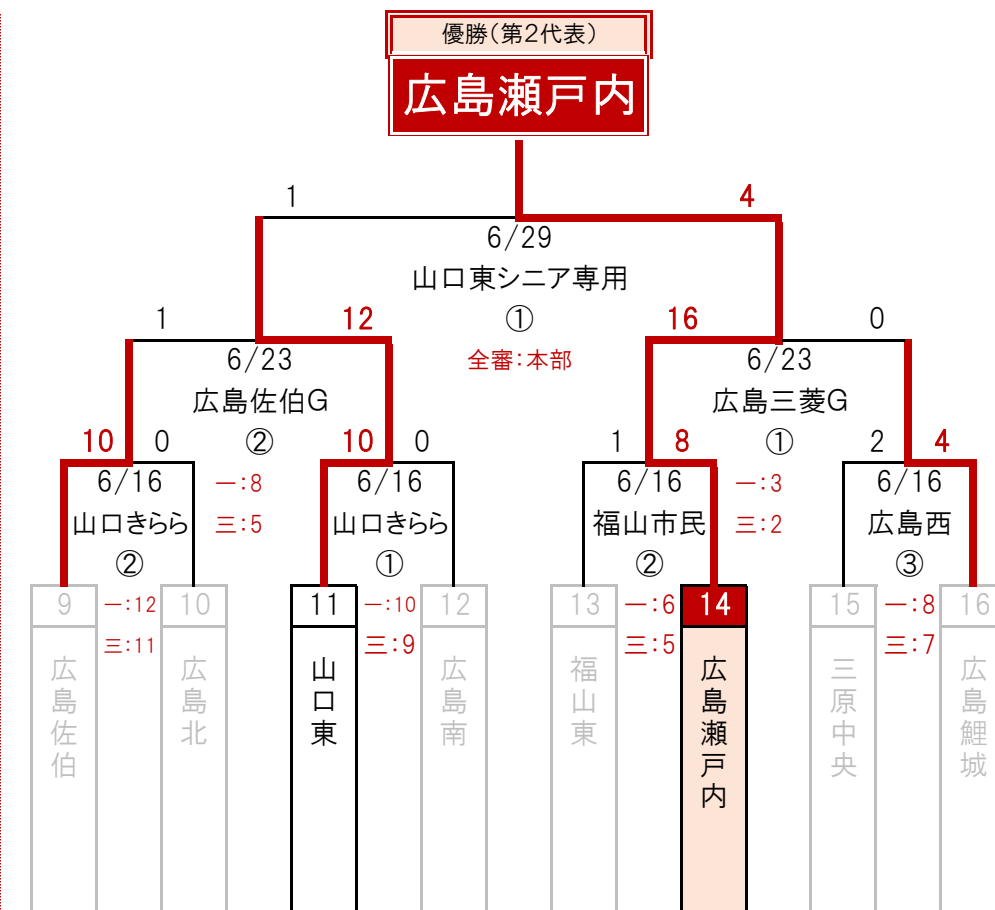 優勝(第2代表)
広島瀬戸内
1 4
6/29
山口東シニア専用
①
全審:本部
1 12 16 0
6/23 6/23
広島佐伯G 広島三菱G
② ①
10 0 10 0 1 8 2 4
6/16 一:8 6/16 6/16 一:3 6/16
山口きらら 三:5 山口きらら 福山市民 三:2 広島西
② ① ② ③
9 一:12 10 11 一:10 12 13 一:6 14 15 一:8 16
三:11 三:9 三:5 三:7
広島佐伯
広島北
山口東
広島南
福山東
広島瀬戸内
三原中央
広島鯉城